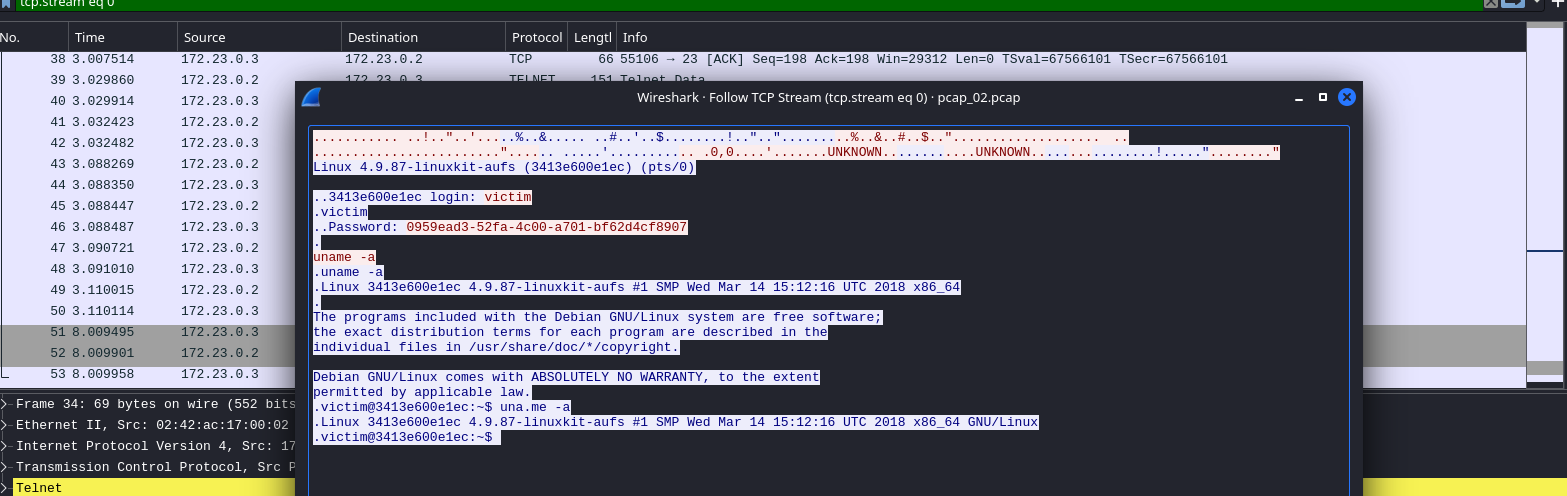 tcp.stream eq 0
No. Time Source Destination Protocol Lengtl Info
38 3.007514 172.23.0.3 172.23.0.2 TCP 66 55106 → 23 [ACK] Seq=198 Ack=198 Win=29312 Len=0 TSval=67566101 TSecr=67566101
39 3.029860 172.23.0.2 172.23.0.3 TELNET 151 Telnet Data
40 3.029914 172.23.0.3
41 3.032423 172.23.0.2
42 3.032482 172.23.0.3
43 3.088269 172.23.0.2
44 3.088350 172.23.0.3
45 3.088447 172.23.0.2
46 3.088487 172.23.0.3
47 3.090721 172.23.0.2
48 3.091010 172.23.0.3
49 3.110015 172.23.0.2
50 3.110114 172.23.0.3
51 8.009495 172.23.0.3
52 8.009901 172.23.0.2
53 8.009958 172.23.0.3
Frame 34: 69 bytes on wire (552 bits
Ethernet II, Src: 02:42:ac:17:00:02
Internet Protocol Version 4, Src: 17
Transmission Control Protocol, Src P
Telnet
Wireshark · Follow TCP Stream (tcp.stream eq 0) · pcap_02.pcap
........... ..!.."..'.....%..&..... ..#..'..$........!..".."..........%..&..#..$..".................... ...
........................"...... .....'........... .0,0....'.......UNKNOWN...........UNKNOWN..................!....."........"
Linux 4.9.87-linuxkit-aufs (3413e600e1ec) (pts/0)
..3413e600e1ec login: victim
.victim
..Password: 0959ead3-52fa-4c00-a701-bf62d4cf8907
.
uname -a
.uname -a
.Linux 3413e600e1ec 4.9.87-linuxkit-aufs #1 SMP Wed Mar 14 15:12:16 UTC 2018 x86_64
.
The programs included with the Debian GNU/Linux system are free software;
the exact distribution terms for each program are described in the
individual files in /usr/share/doc/*/copyright.
Debian GNU/Linux comes with ABSOLUTELY NO WARRANTY, to the extent
permitted by applicable law.
.victim@3413e600e1ec:~$ una.me -a
.Linux 3413e600e1ec 4.9.87-linuxkit-aufs #1 SMP Wed Mar 14 15:12:16 UTC 2018 x86_64 GNU/Linux
.victim@3413e600e1ec:~$